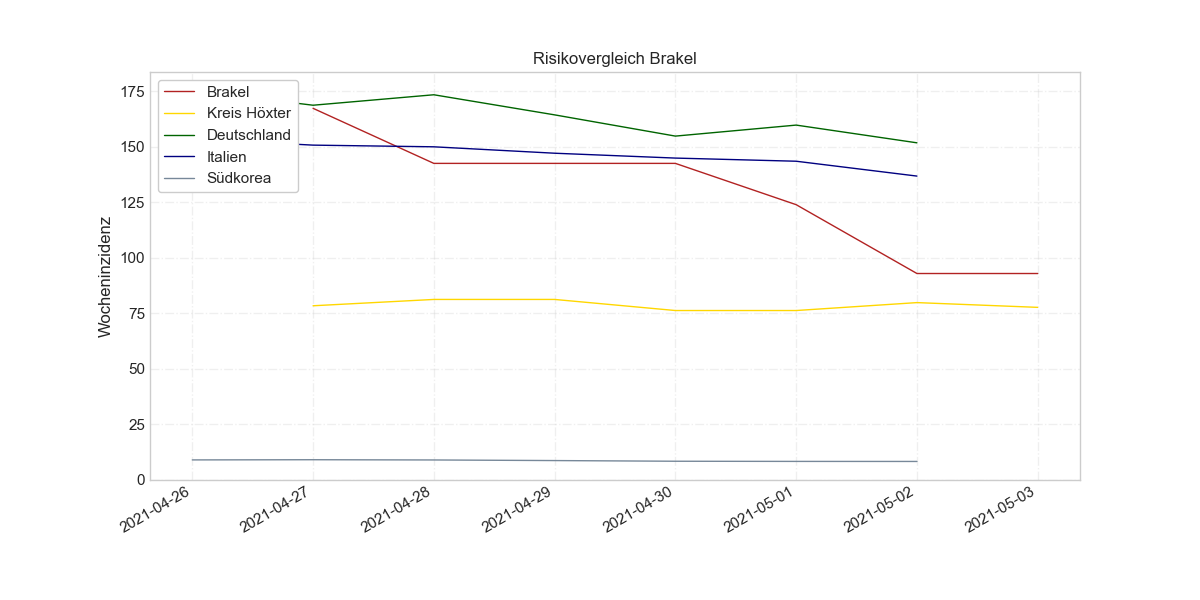 Risikovergleich Brakel
Brakel
Kreis Höxter
Deutschland
Italien
Südkorea
Wocheninzidenz
175
150
125
100
75
50
25
0
2021-04-26
2021-04-27
2021-04-28
2021-04-29
2021-04-30
2021-05-01
2021-05-02
2021-05-03